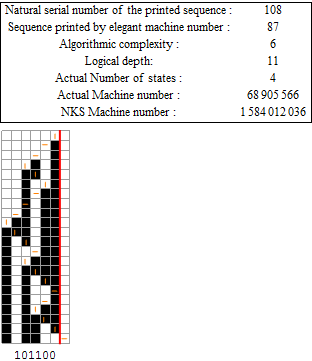 Natural serial number of the printed sequence : 108
Sequence printed by elegant machine number : 87
Algorithmic complexity : 6
Logical depth: 11
Actual Number of states : 4
Actual Machine number : 68 905 566
NKS Machine number : 1 584 012 036
101100